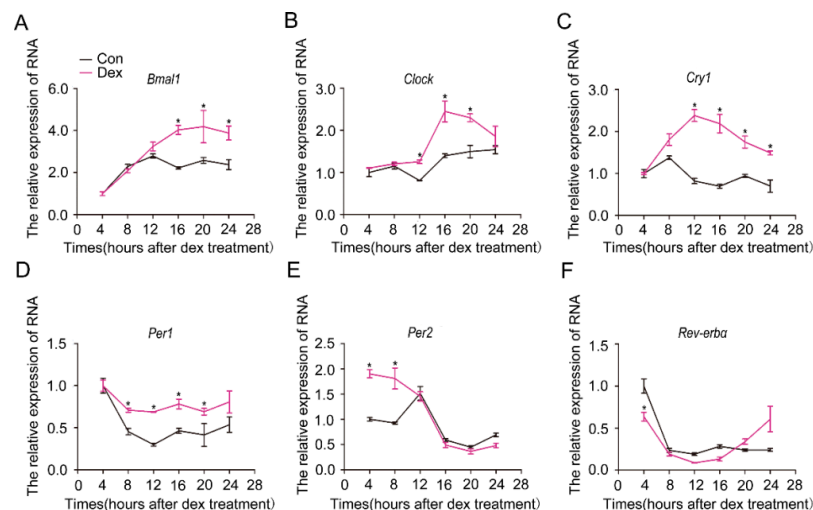 A
Con
Dex
Bmal1
The relative expression of RNA
6.0
4.0
2.0
0.0
* * *
0 4 8 12 16 20 24 28
Times(hours after dex treatment)
B
Clock
The relative expression of RNA
3.0
2.0
1.0
0.0
* * *
0 4 8 12 16 20 24 28
Times(hours after dex treatment)
C
Cry1
The relative expression of RNA
3.0
2.0
1.0
0.0
* * * *
0 4 8 12 16 20 24 28
Times(hours after dex treatment)
D
Per1
The relative expression of RNA
1.5
1.0
0.5
0.0
* * * *
0 4 8 12 16 20 24 28
Times(hours after dex treatment)
E
Per2
The relative expression of RNA
2.5
2.0
1.5
1.0
0.5
0.0
* *
0 4 8 12 16 20 24 28
Times(hours after dex treatment)
F
Rev-erbα
The relative expression of RNA
1.5
1.0
0.5
0.0
*
0 4 8 12 16 20 24 28
Times(hours after dex treatment)